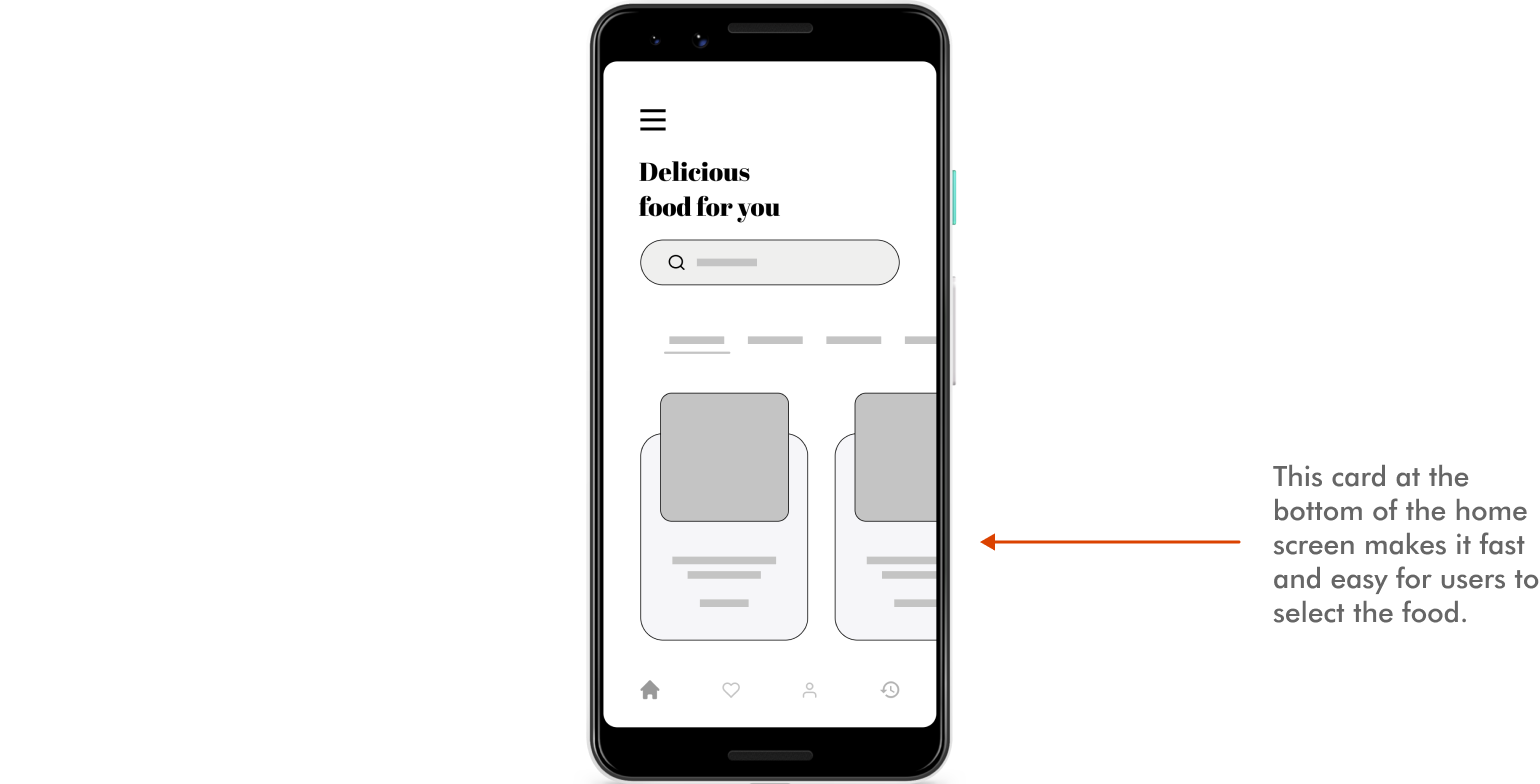 Delicious
food for you
This card at the
bottom of the home
screen makes it fast
and easy for users to
select the food.